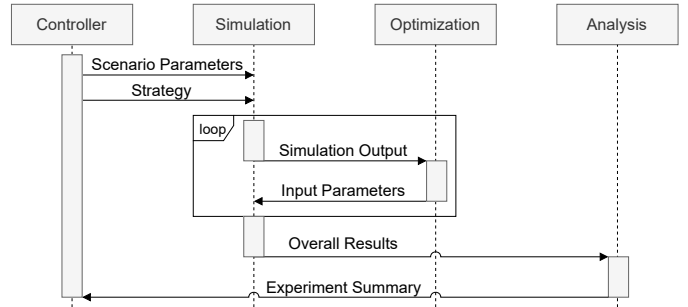 Controller
Simulation
Optimization
Analysis
Scenario Parameters
Strategy
loop
Simulation Output
Input Parameters
Overall Results
Experiment Summary